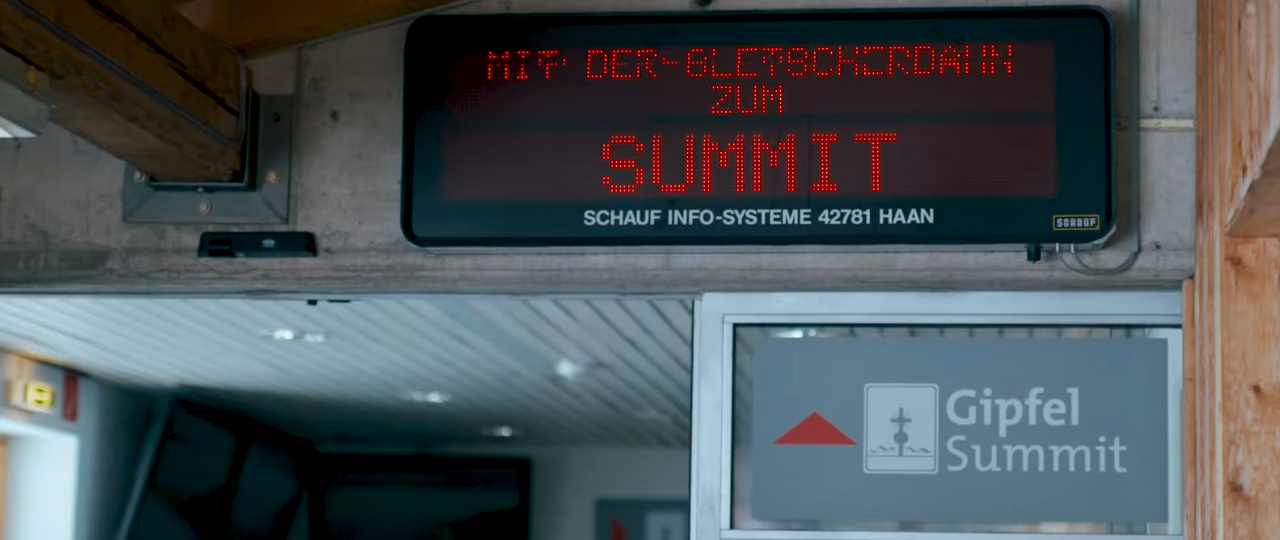 MIT DER GLETSCHERBAHN
ZUM
SUMMIT
SCHAUF INFO-SYSTEME 42781 HAAN
SCHAUF
Gipfel
Summit